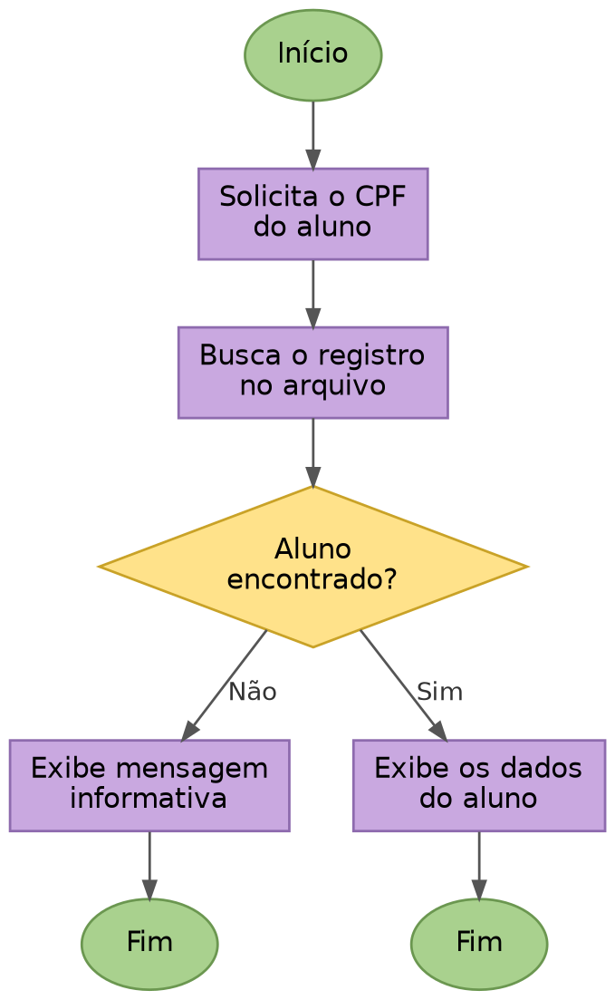 Início
Solicita o CPF
do aluno
Busca o registro
no arquivo
Aluno
encontrado?
Não
Sim
Exibe mensagem
informativa
Exibe os dados
do aluno
Fim
Fim